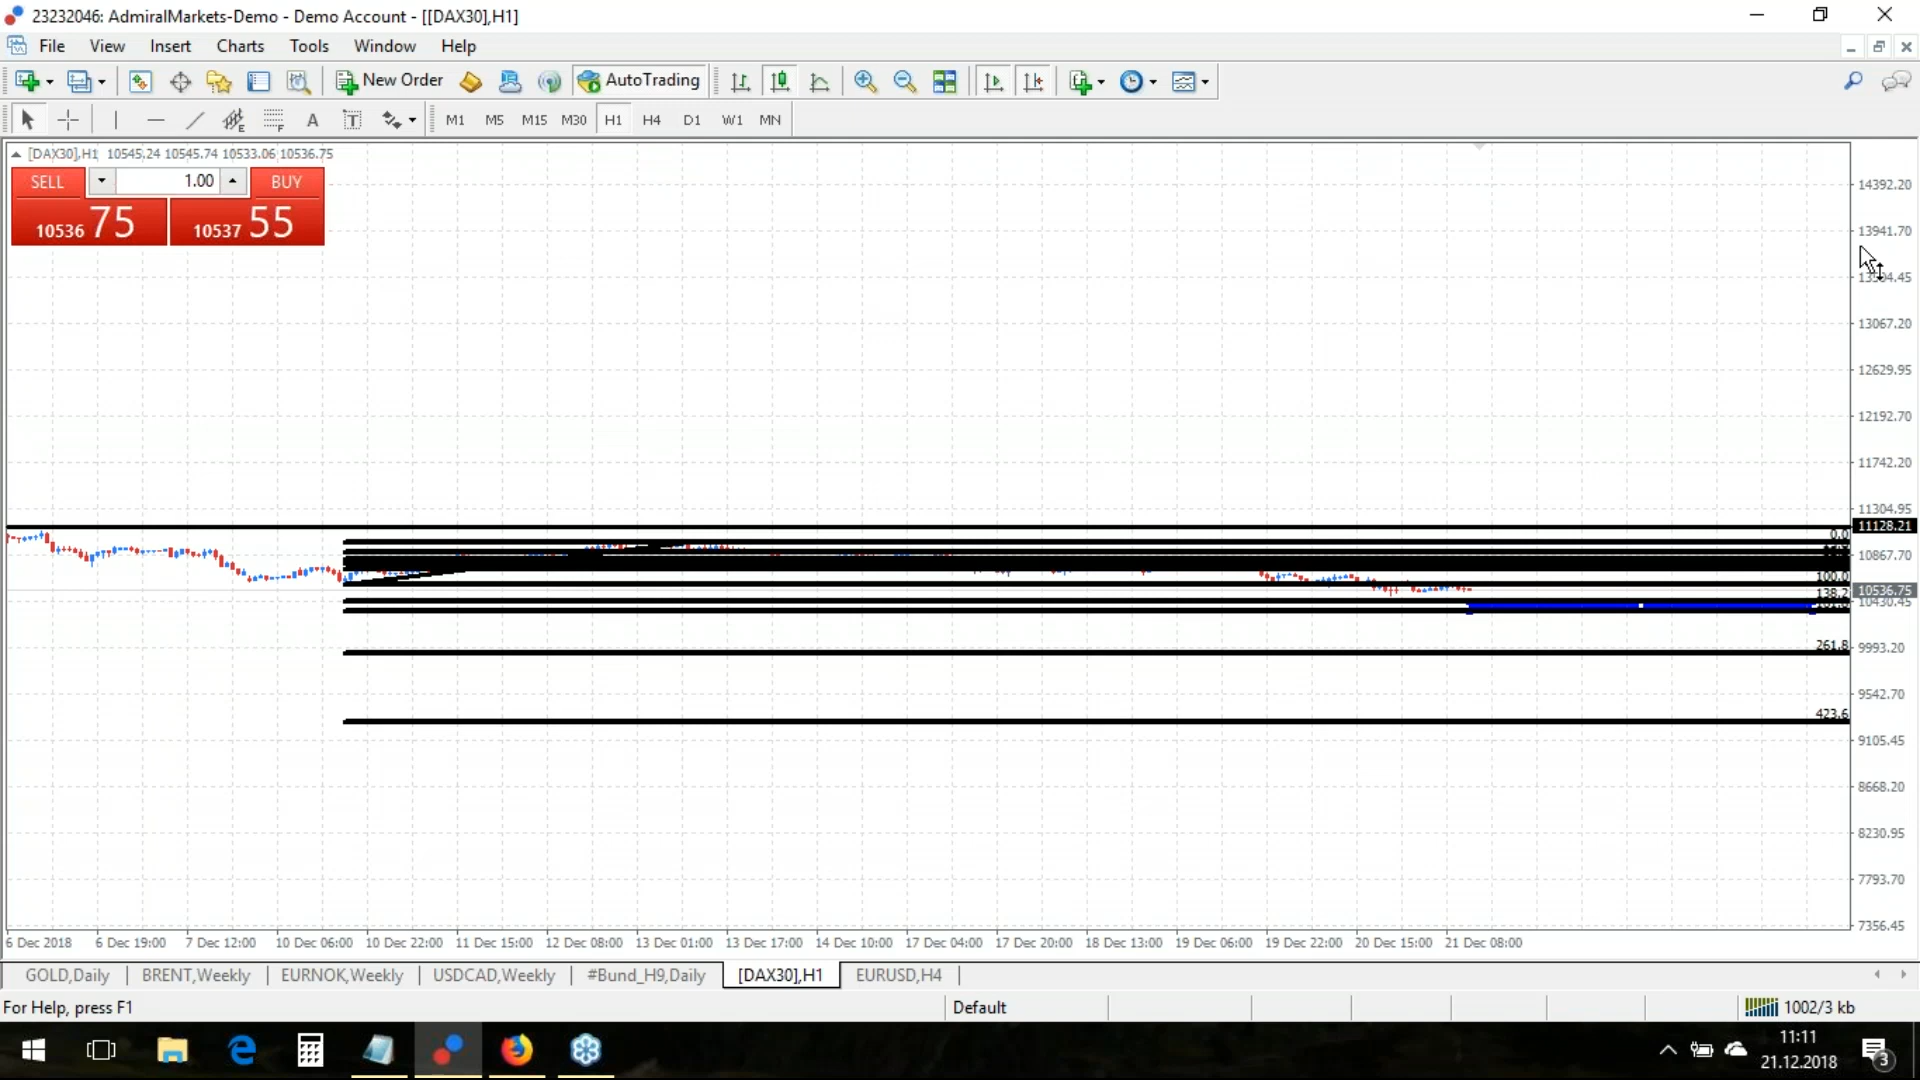 23232046: AdmiralMarkets-Demo - Demo Account - [[DAX30],H1]
File View Insert Charts Tools Window Help
New Order AutoTrading
A T M1 M5 M15 M30 H1 H4 D1 W1 MN
[DAX30],H1 10545.24 10545.74 10533.06 10536.75
SELL 1.00 BUY
10536 75 10537 55
14392.20
13941.70
13067.20
12629.95
12192.70
11742.20
11304.95
11128.21
0.0
10867.70
100.0
10536.75
138.2
10430.45
261.8
9993.20
9542.70
423.6
9105.45
8668.20
8230.95
7793.70
7356.45
6 Dec 2018 6 Dec 19:00 7 Dec 12:00 10 Dec 06:00 10 Dec 22:00 11 Dec 15:00 12 Dec 08:00 13 Dec 01:00 13 Dec 17:00 14 Dec 10:00 17 Dec 04:00 17 Dec 20:00 18 Dec 13:00 19 Dec 06:00 19 Dec 22:00 20 Dec 15:00 21 Dec 08:00
GOLD,Daily BRENT,Weekly EURNOK,Weekly USDCAD,Weekly #Bund_H9,Daily [DAX30],H1 EURUSD,H4
For Help, press F1 Default 1002/3 kb
11:11
21.12.2018
3